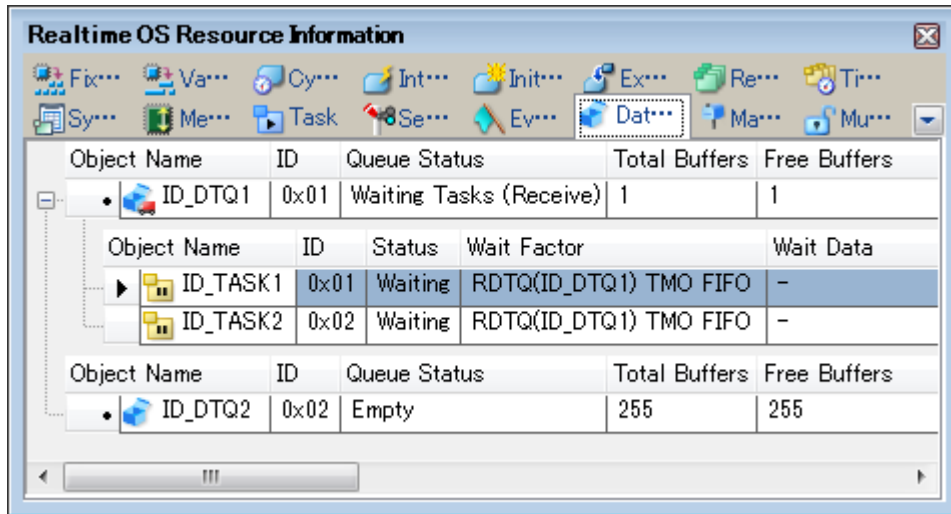 Realtime OS Resource Information
Fix··· Va··· Cy··· Int··· Init··· Ex··· Re··· Ti···
Sy··· Me··· Task Se··· Ev··· Dat··· Ma··· Mu···
Object Name ID Queue Status Total Buffers Free Buffers
ID_DTQ1 0x01 Waiting Tasks (Receive) 1 1
Object Name ID Status Wait Factor Wait Data
ID_TASK1 0x01 Waiting RDTQ(ID_DTQ1) TMO FIFO -
ID_TASK2 0x02 Waiting RDTQ(ID_DTQ1) TMO FIFO -
Object Name ID Queue Status Total Buffers Free Buffers
ID_DTQ2 0x02 Empty 255 255